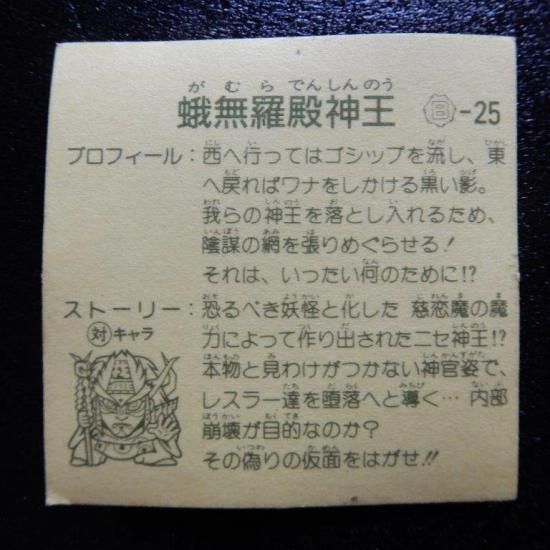 がむらでんしんのう
蛾無羅殿神王 B-25
プロフィール:西へ行ってはゴシップを流し、東
へ戻ればワナをしかける黒い影。
我らの神王を落とし入れるため、
陰謀の網を張りめぐらせる!
それは、いったい何のために!?
ストーリー:恐るべき妖怪と化した 慈恋魔の魔
力によって作り出されたニセ神王!?
本物と見わけがつかない神官姿で、
レスラー達を堕落へと導く… 内部
崩壊が目的なのか?
その偽りの仮面をはがせ!!
対キャラ